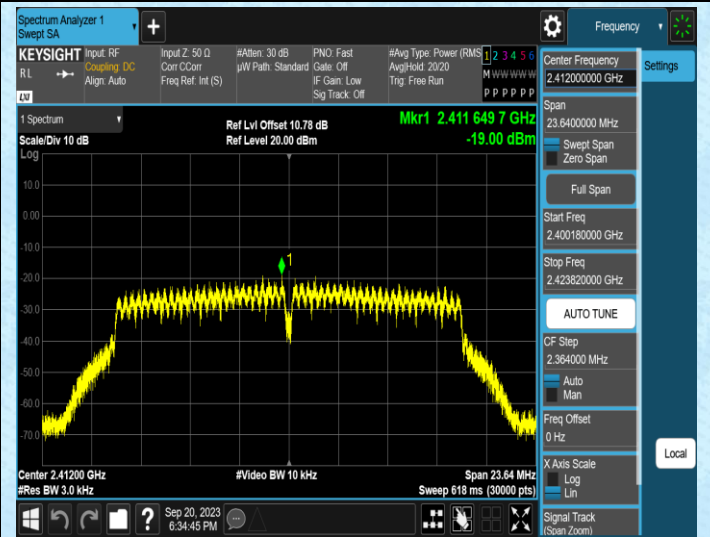 Spectrum Analyzer 1
Swept SA
+
Frequency
KEYSIGHT
RL
LXI
Input: RF
Coupling: DC
Align: Auto
Input Z: 50 Ω
Corr CCorr
Freq Ref: Int (S)
#Atten: 30 dB
µW Path: Standard
PNO: Fast
Gate: Off
IF Gain: Low
Sig Track: Off
#Avg Type: Power (RMS
Avg|Hold: 20/20
Trig: Free Run
1 2 3 4 5 6
M W W W W W
P P P P P P
1 Spectrum
Scale/Div 10 dB
Log
Ref Lvl Offset 10.78 dB
Ref Level 20.00 dBm
Mkr1 2.411 649 7 GHz
-19.00 dBm
10.0
0.00
-10.0
-20.0
-30.0
-40.0
-50.0
-60.0
-70.0
1
Center 2.41200 GHz
#Video BW 10 kHz
Span 23.64 MHz
#Res BW 3.0 kHz
Sweep 618 ms (30000 pts)
?
Sep 20, 2023
6:34:45 PM
Center Frequency
2.412000000 GHz
Settings
Span
23.6400000 MHz
Swept Span
Zero Span
Full Span
Start Freq
2.400180000 GHz
Stop Freq
2.423820000 GHz
AUTO TUNE
CF Step
2.364000 MHz
Auto
Man
Freq Offset
0 Hz
X Axis Scale
Log
Lin
Signal Track
(Span Zoom)
Local